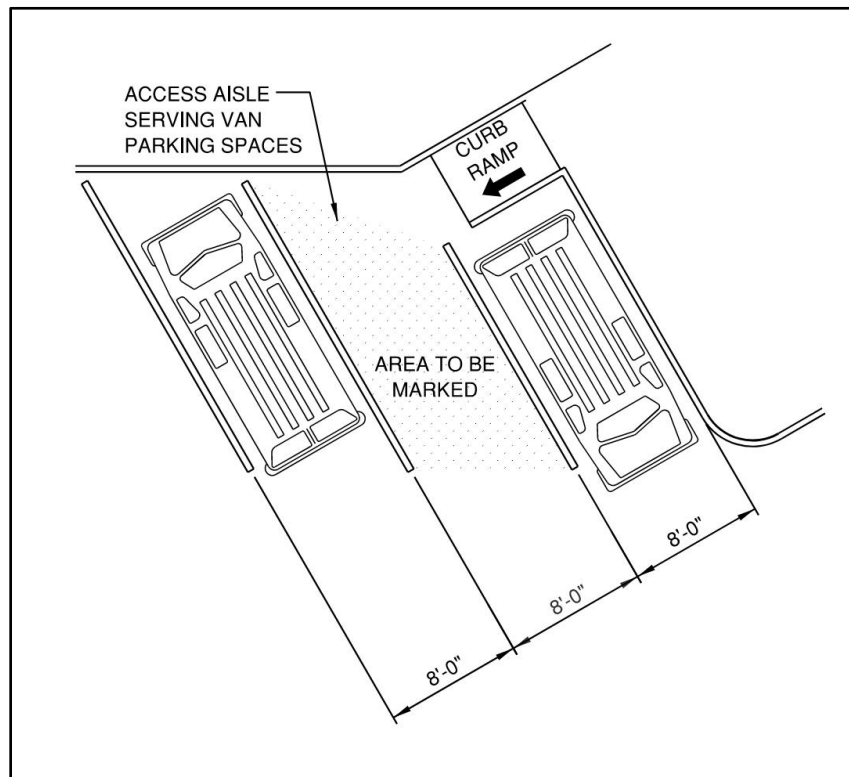 ACCESS AISLE
SERVING VAN
PARKING SPACES
CURB
RAMP
AREA TO BE
MARKED
8'-0"
8'-0"
8'-0"